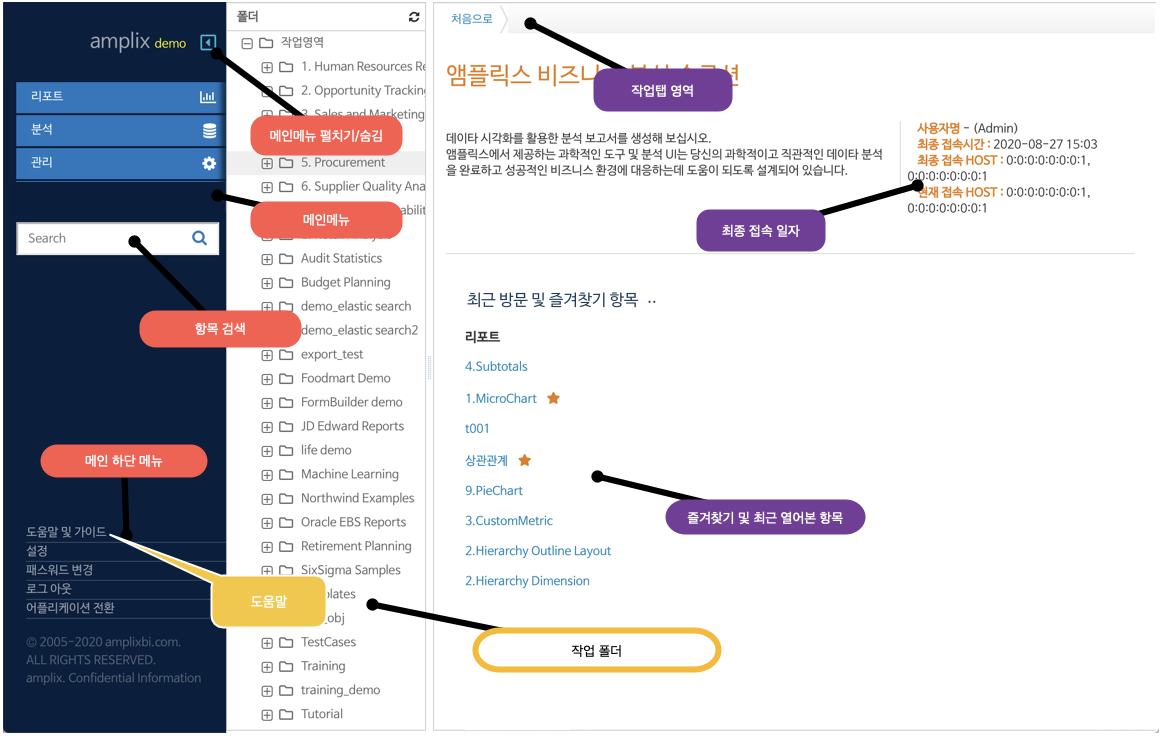 amplix demo
리포트
분석
관리
Search
도움말 및 가이드
설정
패스워드 변경
로그 아웃
어플리케이션 전환
© 2005-2020 amplixbi.com.
ALL RIGHTS RESERVED.
amplix. Confidential Information
메인메뉴 펼치기/숨김
메인메뉴
항목 검색
메인 하단 메뉴
도움말
폴더
작업영역
1. Human Resources Re
2. Opportunity Tracking
3. Sales and Marketing
5. Procurement
6. Supplier Quality Ana
Audit Statistics
Budget Planning
demo_elastic search
demo_elastic search2
export_test
Foodmart Demo
FormBuilder demo
JD Edward Reports
life demo
Machine Learning
Northwind Examples
Oracle EBS Reports
Retirement Planning
SixSigma Samples
TestCases
Training
training_demo
Tutorial
처음으로
작업탭 영역
앰플릭스 비즈니
데이타 시각화를 활용한 분석 보고서를 생성해 보십시오.
앰플릭스에서 제공하는 과학적인 도구 및 분석 UI는 당신의 과학적이고 직관적인 데이타 분석
을 완료하고 성공적인 비즈니스 환경에 대응하는데 도움이 되도록 설계되어 있습니다.
사용자명 - (Admin)
최종 접속시간 : 2020-08-27 15:03
최종 접속 HOST : 0:0:0:0:0:0:0:1,
0:0:0:0:0:0:0:1
현재 접속 HOST : 0:0:0:0:0:0:0:1,
0:0:0:0:0:0:0:1
최종 접속 일자
최근 방문 및 즐겨찾기 항목 ..
리포트
4.Subtotals
1.MicroChart
t001
상관관계
9.PieChart
3.CustomMetric
2.Hierarchy Outline Layout
2.Hierarchy Dimension
즐겨찾기 및 최근 열어본 항목
작업 폴더